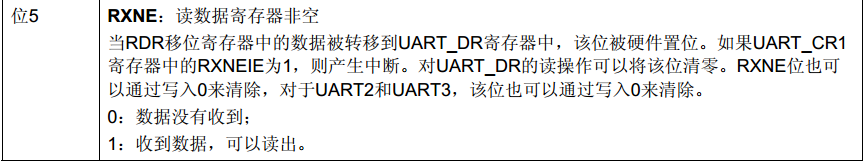 位5
RXNE：读数据寄存器非空
当RDR移位寄存器中的数据被转移到UART_DR寄存器中，该位被硬件置位。如果UART_CR1
寄存器中的RXNEIE为1，则产生中断。对UART_DR的读操作可以将该位清零。RXNE位也可
以通过写入0来清除，对于UART2和UART3，该位也可以通过写入0来清除。
0：数据没有收到；
1：收到数据，可以读出。